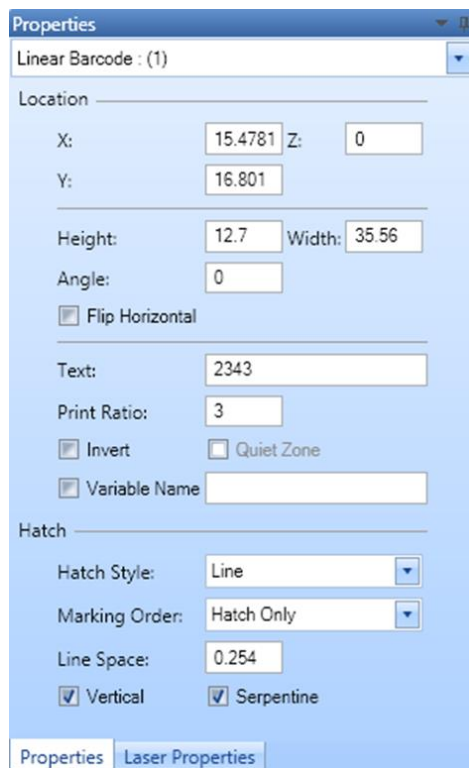 Properties
Linear Barcode : (1)
Location
X: 15.4781 Z: 0
Y: 16.801
Height: 12.7 Width: 35.56
Angle: 0
Flip Horizontal
Text: 2343
Print Ratio: 3
Invert Quiet Zone
Variable Name
Hatch
Hatch Style: Line
Marking Order: Hatch Only
Line Space: 0.254
Vertical Serpentine
Properties Laser Properties